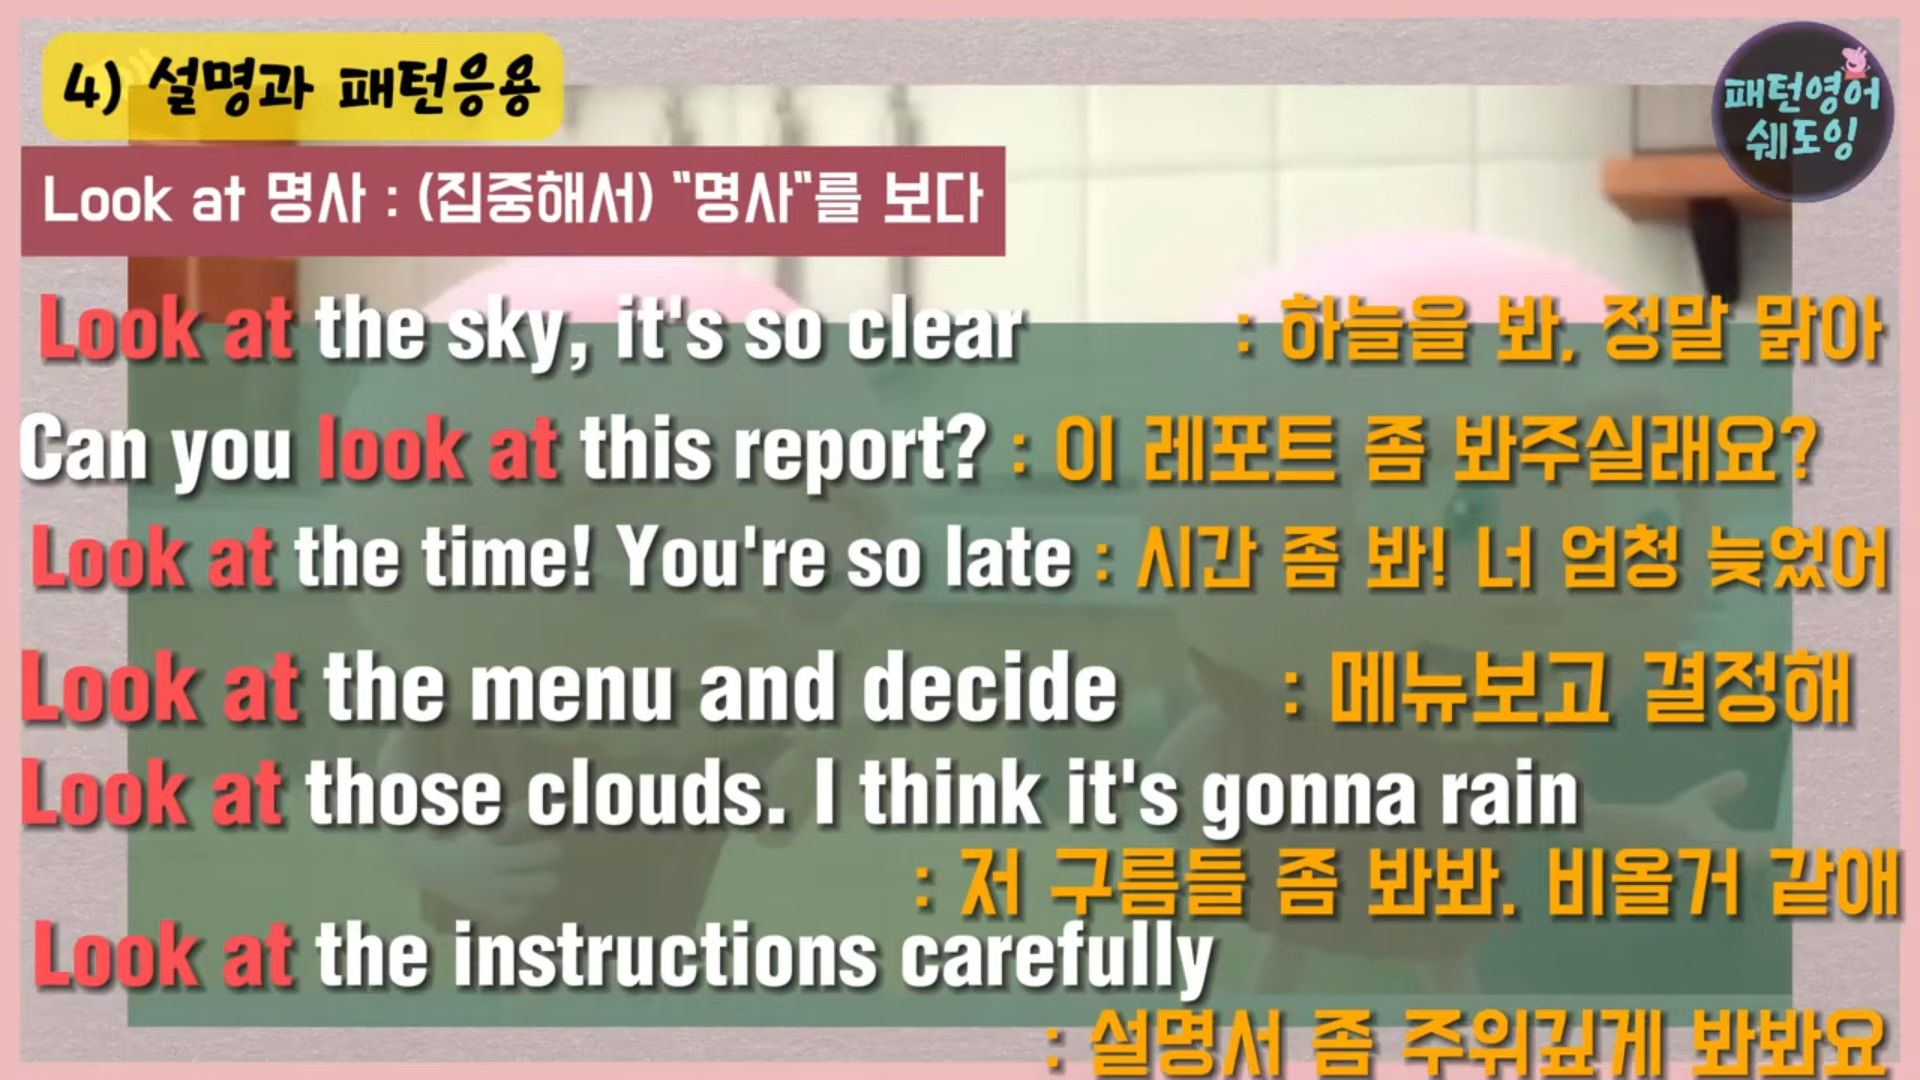 4) 설명과 패턴응용
패턴영어
쉐도잉
Look at 명사 : (집중해서) "명사"를 보다
Look at the sky, it's so clear : 하늘을 봐, 정말 맑아
Can you look at this report? : 이 레포트 좀 봐주실래요?
Look at the time! You're so late : 시간 좀 봐! 너 엄청 늦었어
Look at the menu and decide : 메뉴보고 결정해
Look at those clouds. I think it's gonna rain
: 저 구름들 좀 봐봐. 비올거 같애
Look at the instructions carefully
: 설명서 좀 주위깊게 봐봐요